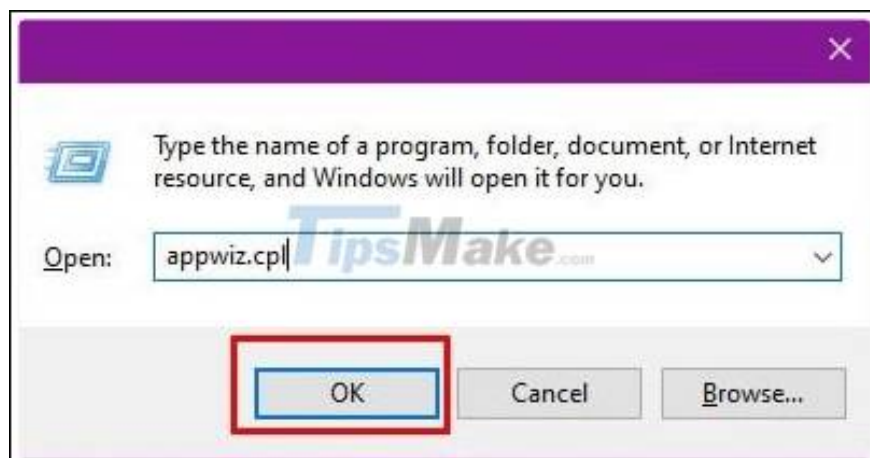 Type the name of a program, folder, document, or Internet
resource, and Windows will open it for you.
TipsMake.com
Open: appwiz.cpl
OK Cancel Browse...